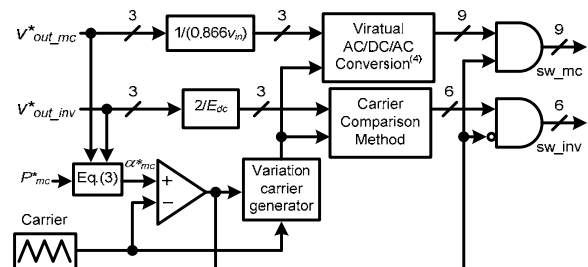 v*out_mc
3
1/(0.866vin)
3
Viratual
AC/DC/AC
Conversion(4)
9
9
sw_mc
v*out_inv
3
2/Edc
3
Carrier
Comparison
Method
6
6
sw_inv
P*mc
Eq.(3)
α*mc
+
−
Variation
carrier
generator
Carrier